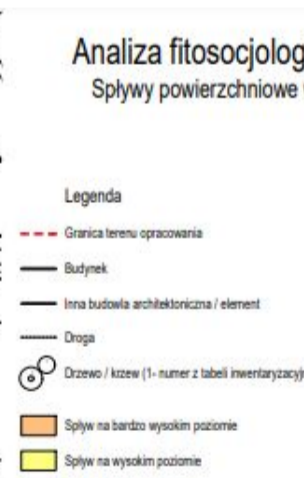 Analiza fitosocjolog
Spływy powierzchniowe
Legenda
Granica terenu opracowania
Budynek
Inna budowla architektoniczna / element
Droga
Drzewo / krzew (1- numer z tabeli inwentaryzacyj
Spływ na bardzo wysokim poziomie
Spływ na wysokim poziomie